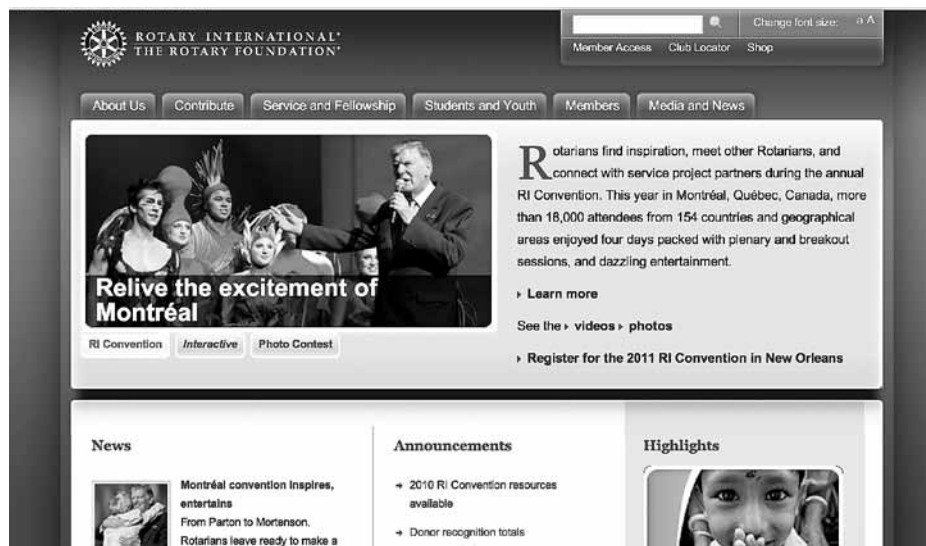 ROTARY INTERNATIONAL®
THE ROTARY FOUNDATION®
Change font size: a A
Member Access Club Locator Shop
About Us Contribute Service and Fellowship Students and Youth Members Media and News
Relive the excitement of
Montréal
RI Convention Interactive Photo Contest
Rotarians find inspiration, meet other Rotarians, and
connect with service project partners during the annual
RI Convention. This year in Montréal, Québec, Canada, more
than 18,000 attendees from 154 countries and geographical
areas enjoyed four days packed with plenary and breakout
sessions, and dazzling entertainment.
Learn more
See the videos photos
Register for the 2011 RI Convention in New Orleans
News
Montréal convention inspires,
entertains
From Parton to Mortenson.
Rotarians leave ready to make a
Announcements
2010 RI Convention resources
available
Donor recognition totals
Highlights